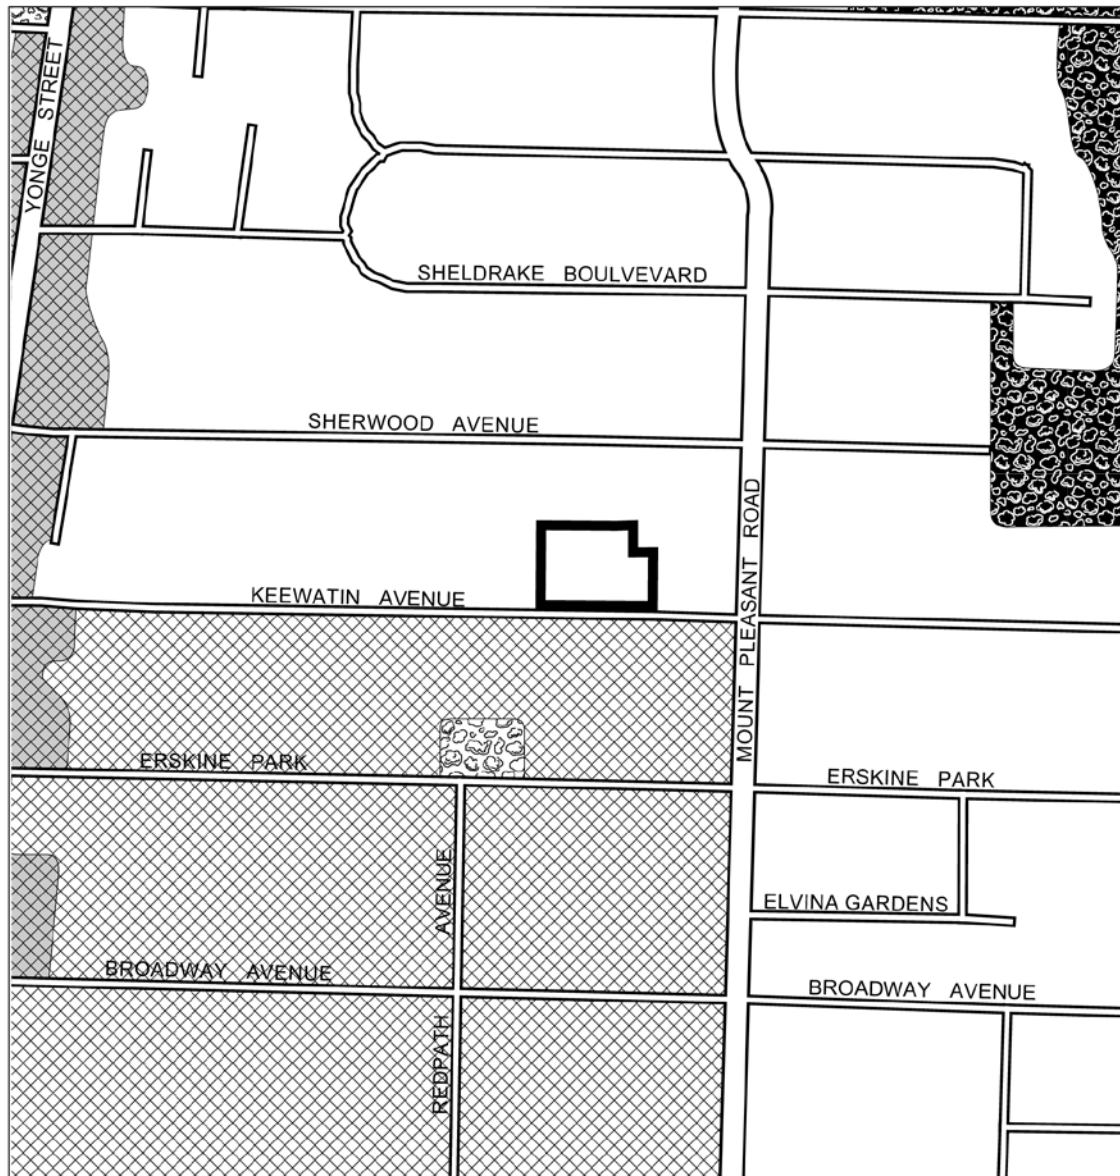 YONGE STREET
SHELDRAKE BOULVEVARD
SHERWOOD AVENUE
MOUNT PLEASANT ROAD
KEEWATIN AVENUE
ERSKINE PARK
ERSKINE PARK
REDPATH AVENUE
ELVINA GARDENS
BROADWAY AVENUE
BROADWAY AVENUE